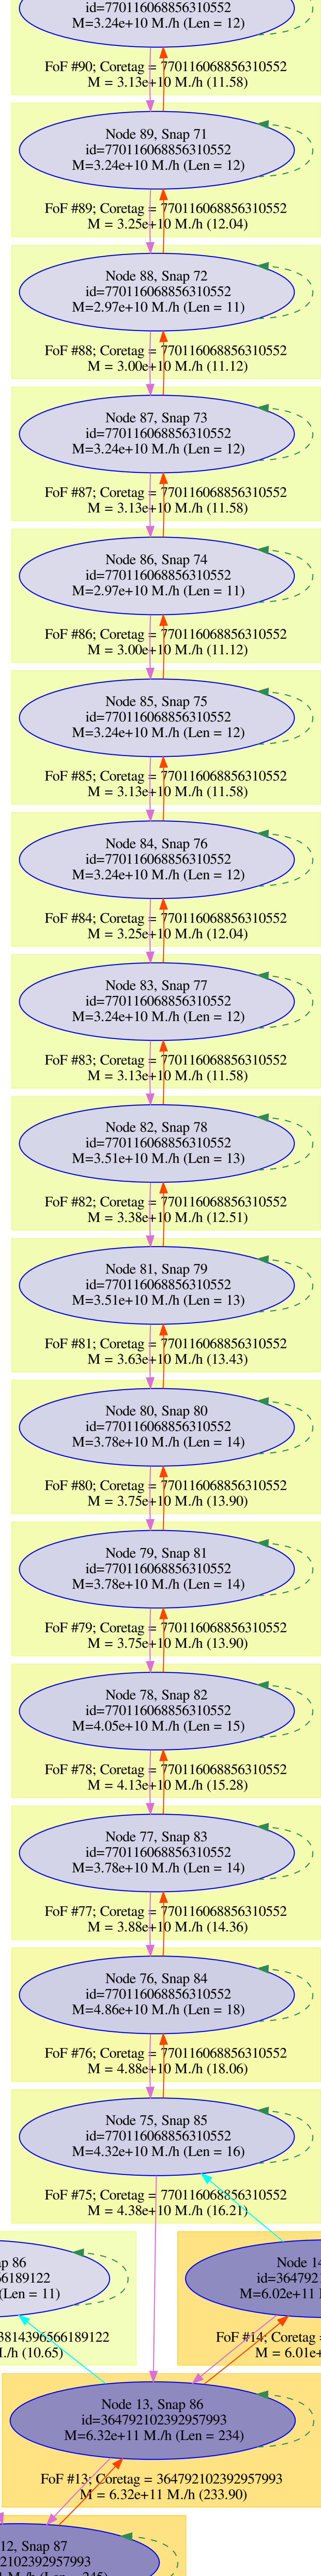 id=770116068856310552
M=3.24e+10 M./h (Len = 12)
FoF #90; Coretag = 770116068856310552
M = 3.13e+10 M./h (11.58)
Node 89, Snap 71
id=770116068856310552
M=3.24e+10 M./h (Len = 12)
FoF #89; Coretag = 770116068856310552
M = 3.25e+10 M./h (12.04)
Node 88, Snap 72
id=770116068856310552
M=2.97e+10 M./h (Len = 11)
FoF #88; Coretag = 770116068856310552
M = 3.00e+10 M./h (11.12)
Node 87, Snap 73
id=770116068856310552
M=3.24e+10 M./h (Len = 12)
FoF #87; Coretag = 770116068856310552
M = 3.13e+10 M./h (11.58)
Node 86, Snap 74
id=770116068856310552
M=2.97e+10 M./h (Len = 11)
FoF #86; Coretag = 770116068856310552
M = 3.00e+10 M./h (11.12)
Node 85, Snap 75
id=770116068856310552
M=3.24e+10 M./h (Len = 12)
FoF #85; Coretag = 770116068856310552
M = 3.13e+10 M./h (11.58)
Node 84, Snap 76
id=770116068856310552
M=3.24e+10 M./h (Len = 12)
FoF #84; Coretag = 770116068856310552
M = 3.25e+10 M./h (12.04)
Node 83, Snap 77
id=770116068856310552
M=3.24e+10 M./h (Len = 12)
FoF #83; Coretag = 770116068856310552
M = 3.13e+10 M./h (11.58)
Node 82, Snap 78
id=770116068856310552
M=3.51e+10 M./h (Len = 13)
FoF #82; Coretag = 770116068856310552
M = 3.38e+10 M./h (12.51)
Node 81, Snap 79
id=770116068856310552
M=3.51e+10 M./h (Len = 13)
FoF #81; Coretag = 770116068856310552
M = 3.63e+10 M./h (13.43)
Node 80, Snap 80
id=770116068856310552
M=3.78e+10 M./h (Len = 14)
FoF #80; Coretag = 770116068856310552
M = 3.75e+10 M./h (13.90)
Node 79, Snap 81
id=770116068856310552
M=3.78e+10 M./h (Len = 14)
FoF #79; Coretag = 770116068856310552
M = 3.75e+10 M./h (13.90)
Node 78, Snap 82
id=770116068856310552
M=4.05e+10 M./h (Len = 15)
FoF #78; Coretag = 770116068856310552
M = 4.13e+10 M./h (15.28)
Node 77, Snap 83
id=770116068856310552
M=3.78e+10 M./h (Len = 14)
FoF #77; Coretag = 770116068856310552
M = 3.88e+10 M./h (14.36)
Node 76, Snap 84
id=770116068856310552
M=4.86e+10 M./h (Len = 18)
FoF #76; Coretag = 770116068856310552
M = 4.88e+10 M./h (18.06)
Node 75, Snap 85
id=770116068856310552
M=4.32e+10 M./h (Len = 16)
FoF #75; Coretag = 770116068856310552
M = 4.38e+10 M./h (16.21)
ap 86
66189122
(Len = 11)
3814396566189122
M./h (10.65)
Node 14
id=364792
M=6.02e+11
FoF #14; Coretag =
M = 6.01e+
Node 13, Snap 86
id=364792102392957993
M=6.32e+11 M./h (Len = 234)
FoF #13; Coretag = 364792102392957993
M = 6.32e+11 M./h (233.90)
12, Snap 87
2102392957993